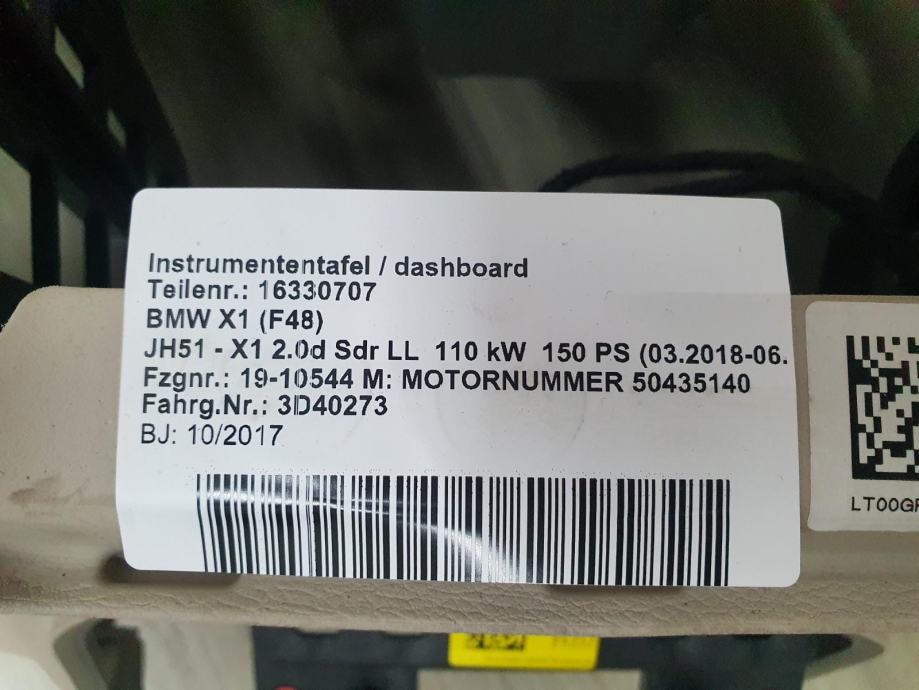 Instrumententafel / dashboard
Teilenr.: 16330707
BMW X1 (F48)
JH51 - X1 2.0d Sdr LL 110 kW 150 PS (03.2018-06.
Fzgnr.: 19-10544 M: MOTORNUMMER 50435140
Fahrg.Nr.: 3D40273
BJ: 10/2017
LT00G